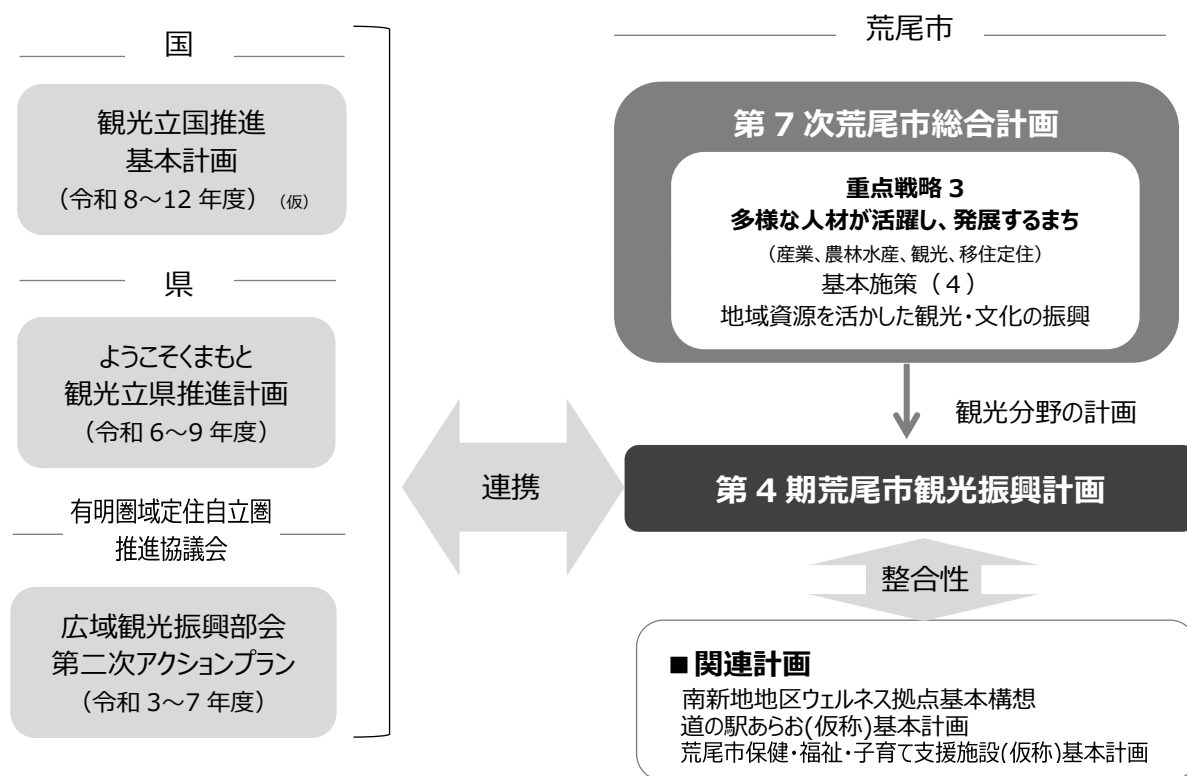 国
観光立国推進
基本計画
（令和 8～12 年度）（仮）
県
ようこそくまもと
観光立県推進計画
（令和 6～9 年度）
有明圏域定住自立圏
推進協議会
広域観光振興部会
第二次アクションプラン
（令和 3～7 年度）
連携
荒尾市
第 7 次荒尾市総合計画
重点戦略 3
多様な人材が活躍し、発展するまち
（産業、農林水産、観光、移住定住）
基本施策（４）
地域資源を活かした観光・文化の振興
観光分野の計画
第 4 期荒尾市観光振興計画
整合性
■関連計画
南新地地区ウェルネス拠点基本構想
道の駅あらお(仮称)基本計画
荒尾市保健・福祉・子育て支援施設(仮称)基本計画